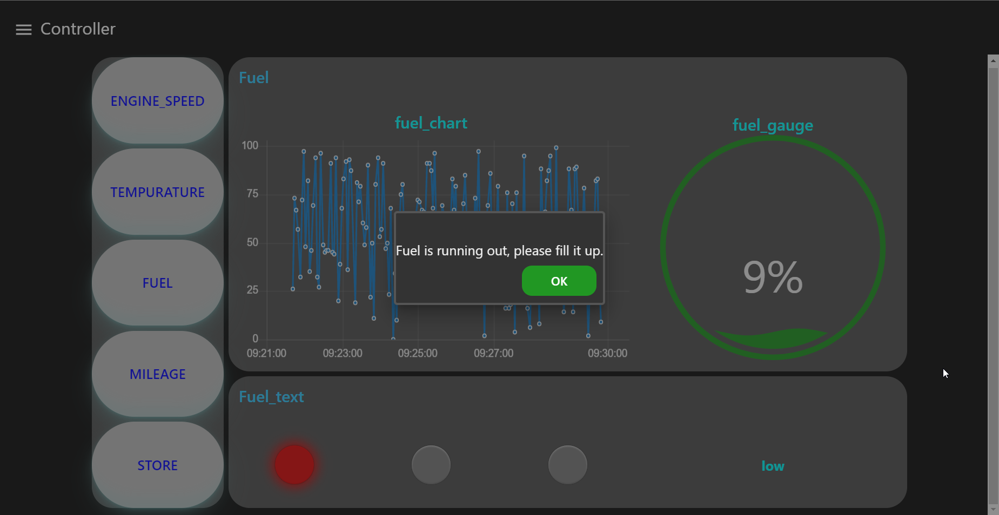 Controller
ENGINE_SPEED
TEMPURATURE
FUEL
MILEAGE
STORE
Fuel
fuel_chart
100
75
50
25
0
09:21:00 09:23:00 09:25:00 09:27:00 09:30:00
fuel_gauge
9%
Fuel is running out, please fill it up.
OK
Fuel_text
low